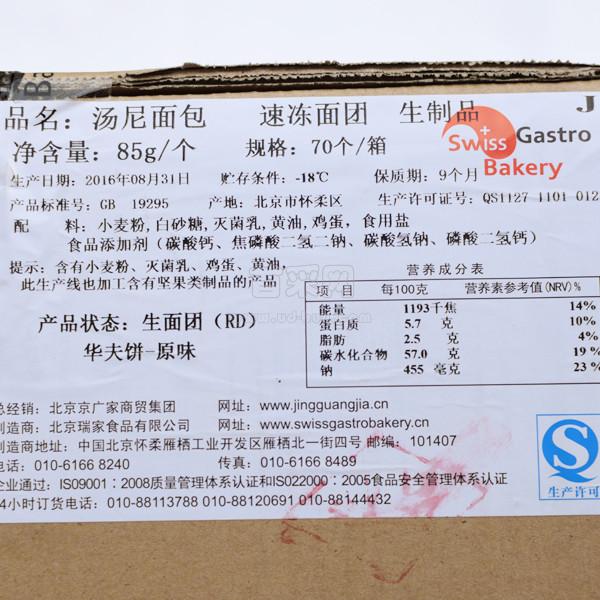 品名：汤尼面包 速冻面团 生制品 J
净含量：85g/个 规格：70个/箱
Swiss Gastro
Bakery
生产日期：2016年08月31日 贮存条件：-18℃ 保质期：9个月
产品标准号：GB 19295 产地：北京市怀柔区 生产许可证号：QS1127 1101 012
配 料：小麦粉,白砂糖,灭菌乳,黄油,鸡蛋,食用盐
食品添加剂（碳酸钙、焦磷酸二氢二钠、碳酸氢钠、磷酸二氢钙）
提示：含有小麦粉、灭菌乳、鸡蛋、黄油,
此生产线也加工含有坚果类制品的产品
营养成分表
项 目 每100克 营养素参考值(NRV)%
能量 1193千焦 14%
蛋白质 5.7 克 10%
脂肪 2.5 克 4%
碳水化合物 57.0 克 19%
钠 455 毫克 23%
产品状态：生面团（RD）
华夫饼-原味
总经销：北京京广家商贸集团 网址：www.jingguangjia.cn
制造商：北京瑞家食品有限公司 网址：www.swissgastrobakery.cn
制造商地址：中国北京怀柔雁栖工业开发区雁栖北一街四号 邮编：101407
电话：010-6166 8240 传真：010-6166 8489
企业通过：ISO9001：2008质量管理体系认证和ISO22000：2005食品安全管理体系认证
4小时订货电话：010-88113788 010-88120691 010-88144432
生产许可